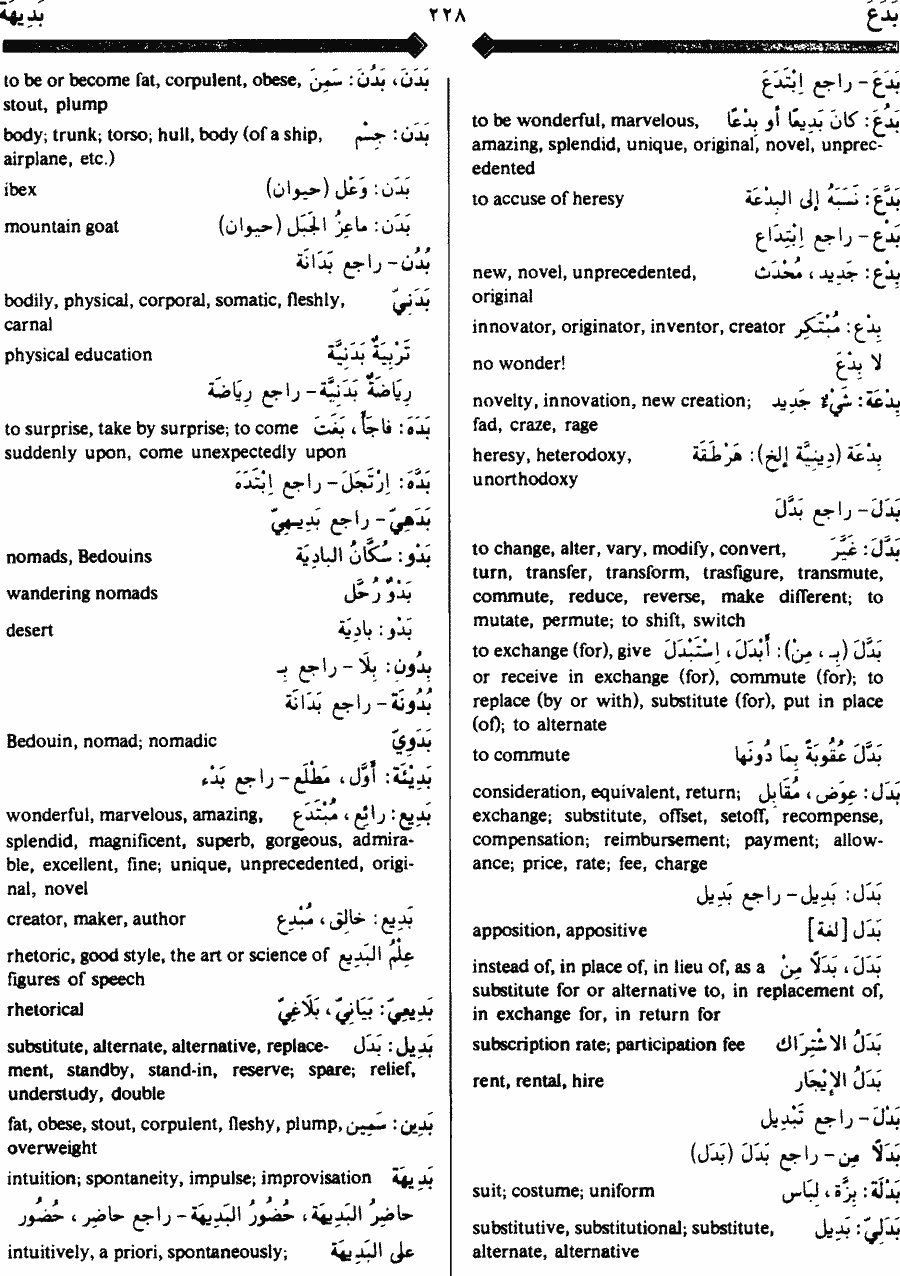 بَدَعَ ٢٢٨ بَدِيهَة
بَدَعَ – راجع اِبْتَدَعَ
بَدُعَ: كانَ بَدِيعًا أو بِدْعًا to be wonderful, marvelous,
amazing, splendid, unique, original, novel, unprec-
edented
بَدَّعَ: نَسَبَهُ إلى البِدْعَة to accuse of heresy
بَدْع – راجع اِبْتِدَاع
بِدْع: جَدِيد، مُحْدَث new, novel, unprecedented,
original
بِدْع: مُبْتَكِر innovator, originator, inventor, creator
لا بِدْعَ no wonder!
بِدْعَة: شَيْءٌ جَدِيد novelty, innovation, new creation;
fad, craze, rage
بِدْعَة (دِينِيَّة إلخ): هَرْطَقَة heresy, heterodoxy,
unorthodoxy
بَدَلَ – راجع بَدَّلَ
بَدَّلَ: غَيَّرَ to change, alter, vary, modify, convert,
turn, transfer, transform, trasfigure, transmute,
commute, reduce, reverse, make different; to
mutate, permute; to shift, switch
بَدَّلَ (بِـ، مِنْ): أَبْدَلَ، اِسْتَبْدَلَ to exchange (for), give
or receive in exchange (for), commute (for); to
replace (by or with), substitute (for), put in place
(of); to alternate
بَدَّلَ عُقُوبَةً بِمَا دُونَها to commute
بَدَل: عِوَض، مُقَابِل consideration, equivalent, return;
exchange; substitute, offset, setoff, recompense,
compensation; reimbursement; payment; allow-
ance; price, rate; fee, charge
بَدَل: بَدِيل – راجع بَدِيل
بَدَل [لغة] apposition, appositive
بَدَلَ، بَدَلًا مِنْ instead of, in place of, in lieu of, as a
substitute for or alternative to, in replacement of,
in exchange for, in return for
بَدَلُ الاشْتِرَاك subscription rate; participation fee
بَدَلُ الإيْجَار rent, rental, hire
بَدْل – راجع تَبْدِيل
بَدَلًا مِن – راجع بَدَلَ (بَدَل)
بَدْلَة: بِزَّة، لِبَاس suit; costume; uniform
بَدَلِيّ: بَدِيل substitutive, substitutional; substitute,
alternate, alternative
بَدَنَ، بَدُنَ: سَمِنَ to be or become fat, corpulent, obese,
stout, plump
بَدَن: جِسْم body; trunk; torso; hull, body (of a ship,
airplane, etc.)
بَدَن: وَعْل (حيوان) ibex
بَدَن: ماعِزُ الجَبَل (حيوان) mountain goat
بُدْن – راجع بَدَانَة
بَدَنِيّ bodily, physical, corporal, somatic, fleshly,
carnal
تَرْبِيَةٌ بَدَنِيَّة physical education
رِيَاضَةٌ بَدَنِيَّة – راجع رِيَاضَة
بَدَهَ: فاجَأ، بَغَتَ to surprise, take by surprise; to come
suddenly upon, come unexpectedly upon
بَدَّهَ: اِرْتَجَلَ – راجع اِبْتَدَهَ
بَدَهِيّ – راجع بَدِيهِيّ
بَدْو: سُكَّانُ البادِيَة nomads, Bedouins
بَدْوٌ رُحَّل wandering nomads
بَدْو: بادِيَة desert
بِدُونِ: بِلَا – راجع بِـ
بُدُونَة – راجع بَدَانَة
بَدَوِيّ Bedouin, nomad; nomadic
بَدِيْئَة: أَوَّل، مَطْلَع – راجع بَدْء
بَدِيع: رائِع، مُبْتَدَع wonderful, marvelous, amazing,
splendid, magnificent, superb, gorgeous, admira-
ble, excellent, fine; unique, unprecedented, origi-
nal, novel
بَدِيع: خالِق، مُبْدِع creator, maker, author
عِلْمُ البَدِيع rhetoric, good style, the art or science of
figures of speech
بَدِيعِيّ: بَيَانِيّ، بَلَاغِيّ rhetorical
بَدِيل: بَدَل substitute, alternate, alternative, replace-
ment, standby, stand-in, reserve; spare; relief,
understudy, double
بَدِين: سَمِين fat, obese, stout, corpulent, fleshy, plump,
overweight
بَدِيهَة intuition; spontaneity, impulse; improvisation
حاضِرُ البَدِيهَة، حُضُورُ البَدِيهَة – راجع حاضِر، حُضُور
على البَدِيهَة intuitively, a priori, spontaneously;